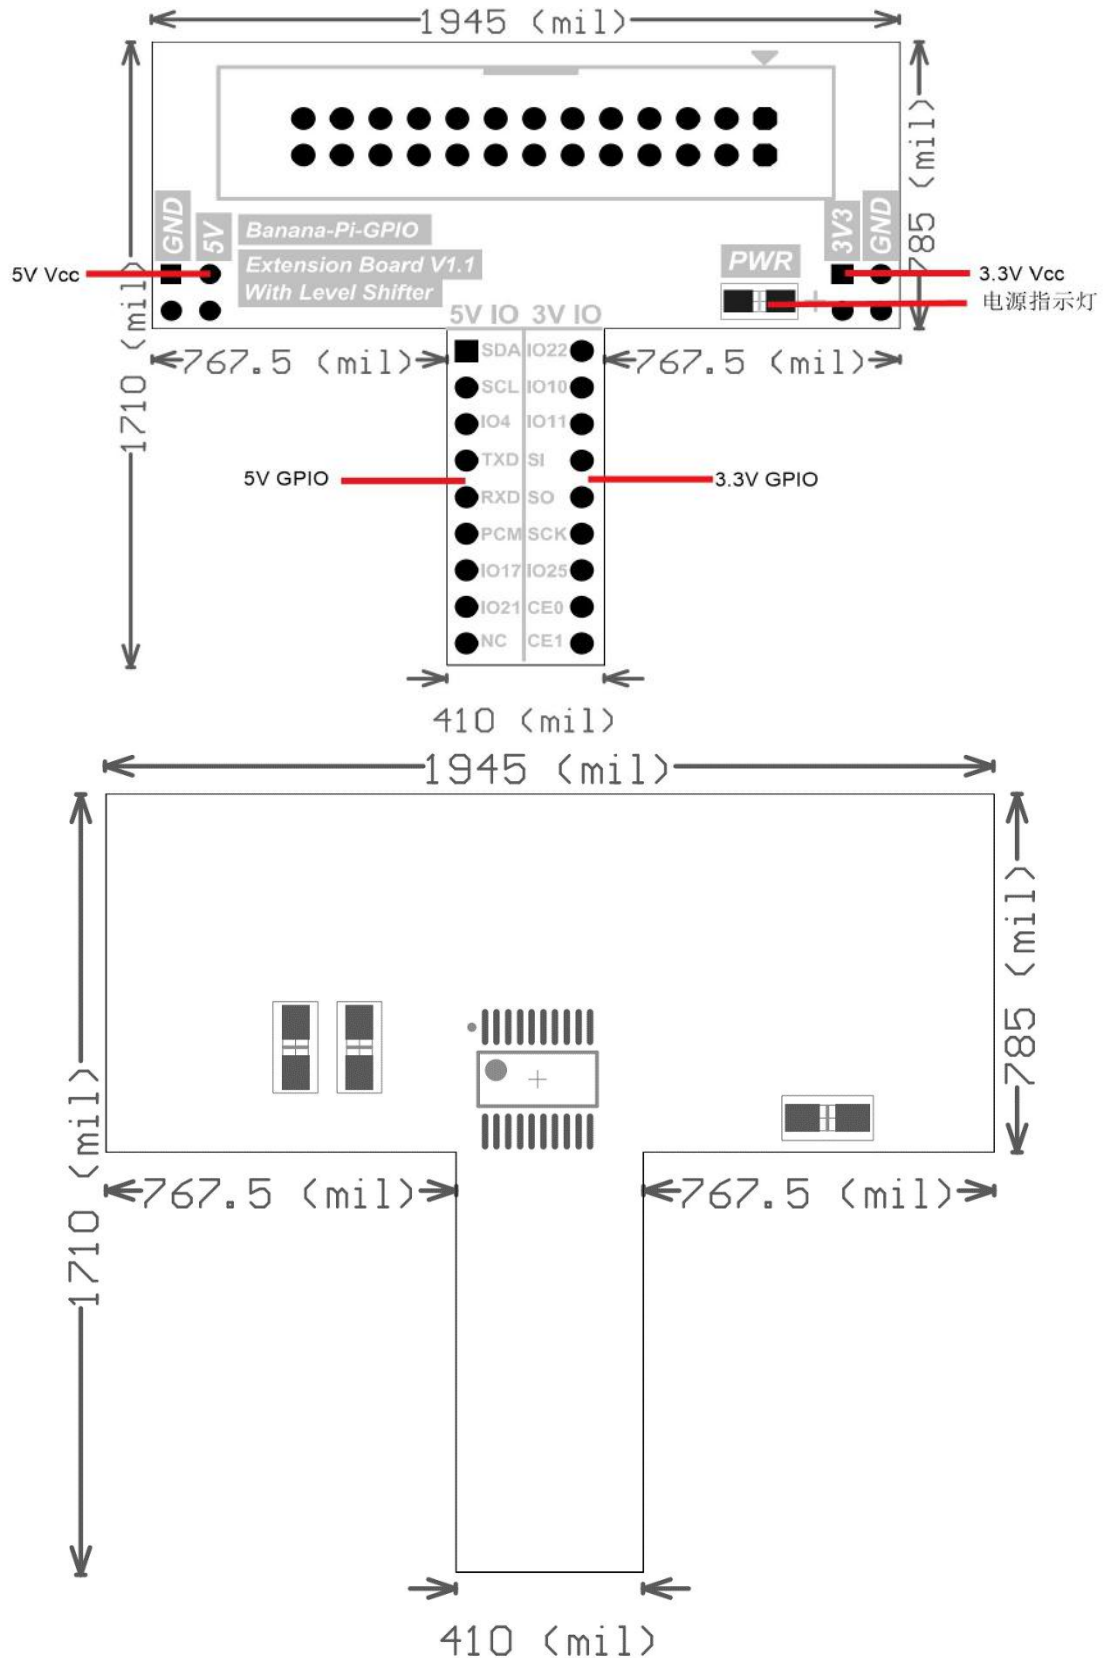 1945 (mil)
1710 (mil)
785 (mil)
GND
5V
Banana-Pi-GPIO
Extension Board V1.1
With Level Shifter
PWR
3V3
GND
5V Vcc
3.3V Vcc
电源指示灯
+
5V IO 3V IO
767.5 (mil)
767.5 (mil)
SDA IO22
SCL IO10
IO4 IO11
TXD SI
RXD SO
PCM SCK
IO17 IO25
IO21 CE0
NC CE1
5V GPIO
3.3V GPIO
410 (mil)
1945 (mil)
1710 (mil)
785 (mil)
767.5 (mil)
767.5 (mil)
410 (mil)